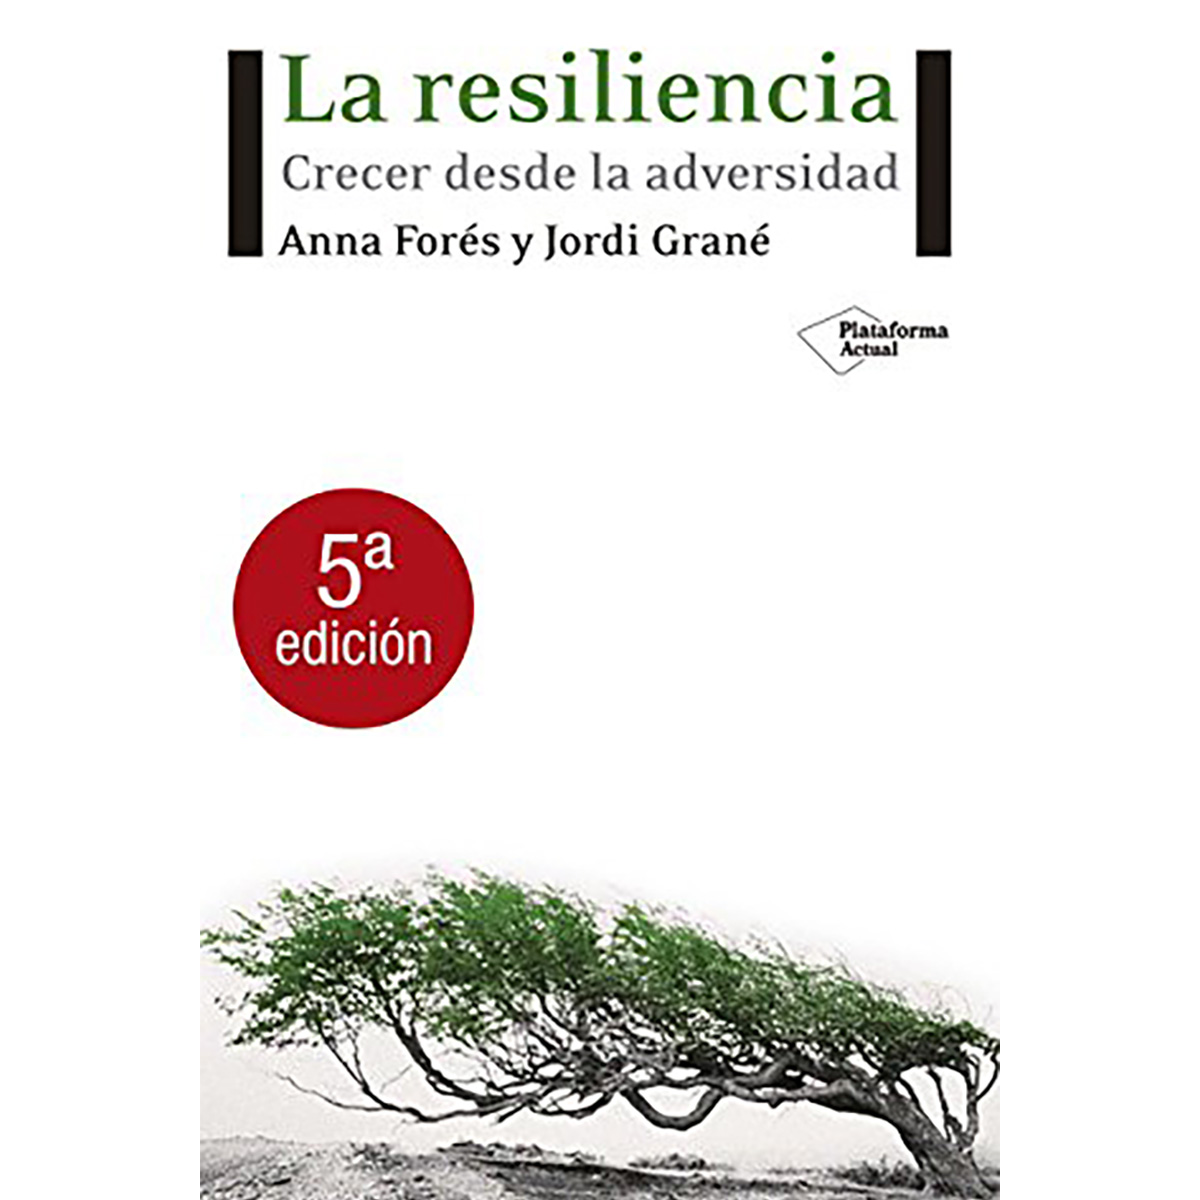 La resiliencia
Crecer desde la adversidad
Anna Forés y Jordi Grané
Plataforma
Actual
5ª
edición